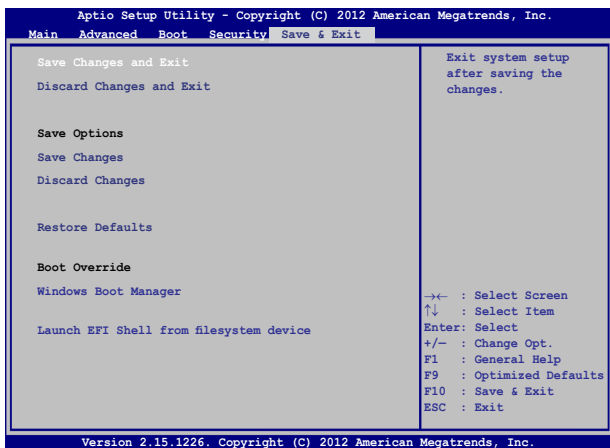 Aptio Setup Utility - Copyright (C) 2012 American Megatrends, Inc.
Main Advanced Boot Security Save & Exit
Save Changes and Exit
Discard Changes and Exit
Save Options
Save Changes
Discard Changes
Restore Defaults
Boot Override
Windows Boot Manager
Launch EFI Shell from filesystem device
Exit system setup
after saving the
changes.
→← : Select Screen
↑↓ : Select Item
Enter: Select
+/— : Change Opt.
F1 : General Help
F9 : Optimized Defaults
F10 : Save & Exit
ESC : Exit
Version 2.15.1226. Copyright (C) 2012 American Megatrends, Inc.